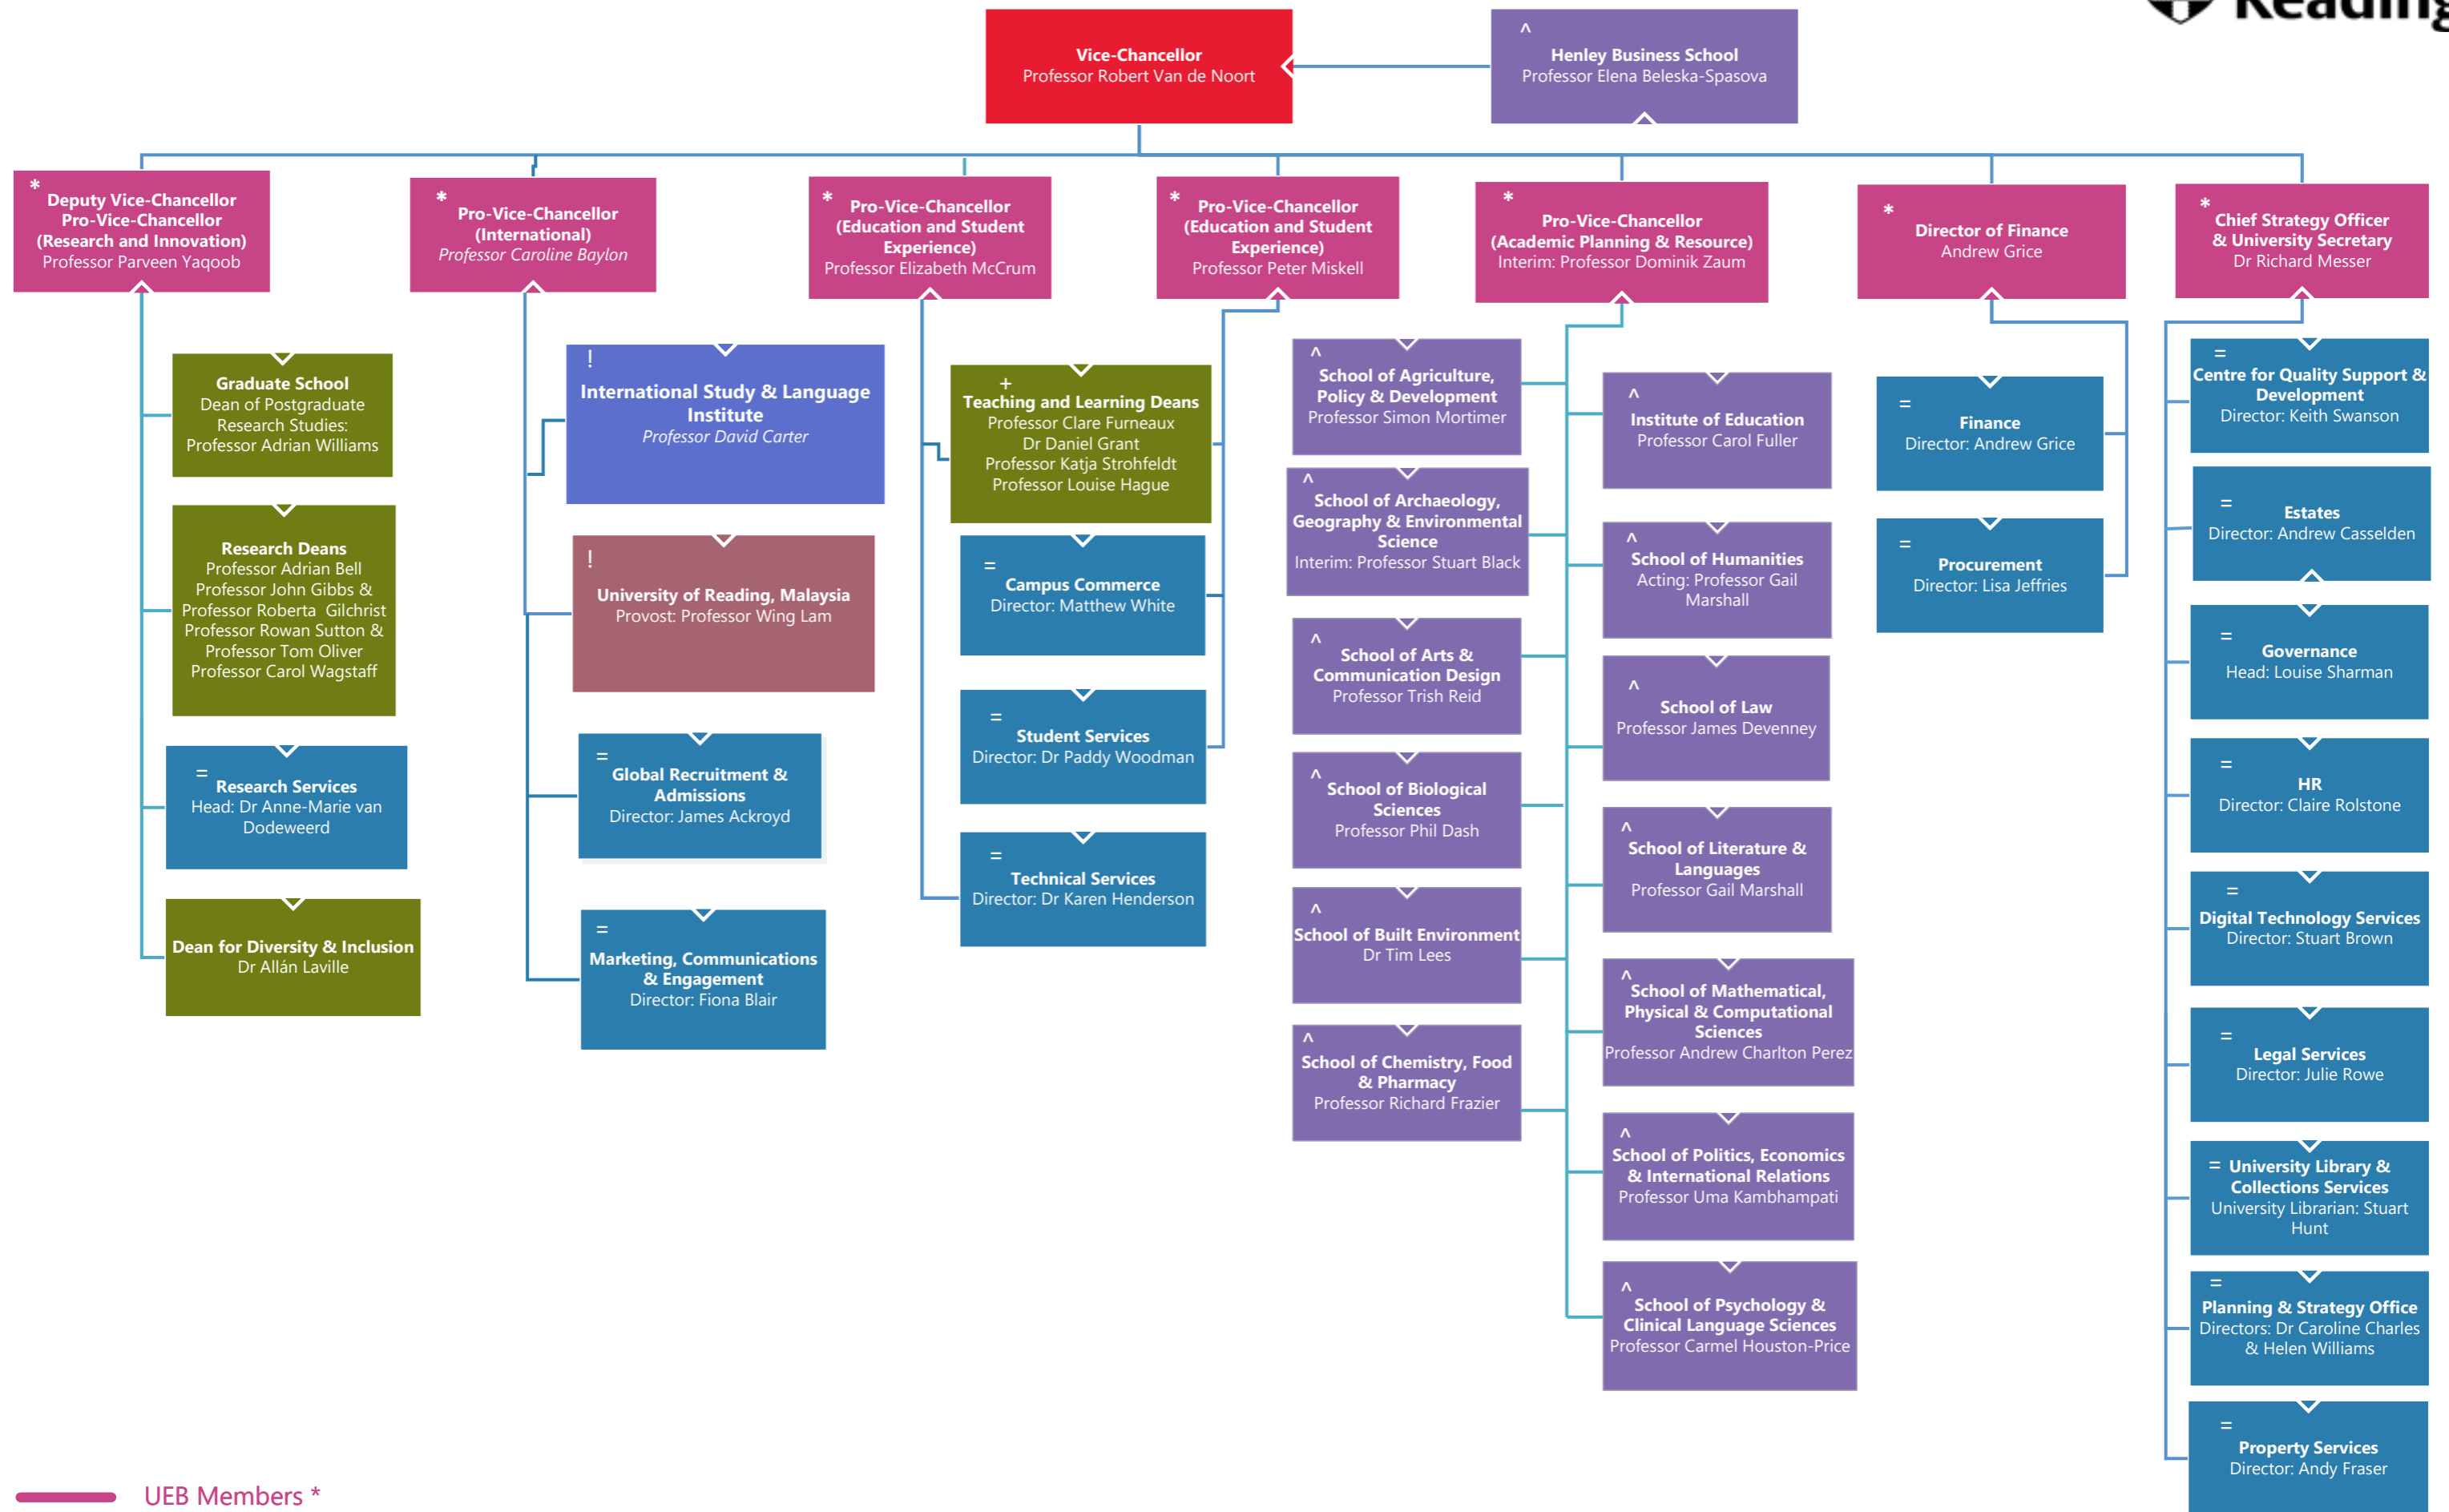 Reading
Vice-Chancellor
Professor Robert Van de Noort
^
Henley Business School
Professor Elena Beleska-Spasova
*
Deputy Vice-Chancellor
Pro-Vice-Chancellor
(Research and Innovation)
Professor Parveen Yaqoob
*
Pro-Vice-Chancellor
(International)
Professor Caroline Baylon
*
Pro-Vice-Chancellor
(Education and Student
Experience)
Professor Elizabeth McCrum
*
Pro-Vice-Chancellor
(Education and Student
Experience)
Professor Peter Miskell
*
Pro-Vice-Chancellor
(Academic Planning & Resource)
Interim: Professor Dominik Zaum
*
Director of Finance
Andrew Grice
*
Chief Strategy Officer
& University Secretary
Dr Richard Messer
Graduate School
Dean of Postgraduate
Research Studies:
Professor Adrian Williams
Research Deans
Professor Adrian Bell
Professor John Gibbs &
Professor Roberta  Gilchrist
Professor Rowan Sutton &
Professor Tom Oliver
Professor Carol Wagstaff
=
Research Services
Head: Dr Anne-Marie van
Dodeweerd
Dean for Diversity & Inclusion
Dr Allán Laville
!
International Study & Language
Institute
Professor David Carter
!
University of Reading, Malaysia
Provost: Professor Wing Lam
=
Global Recruitment &
Admissions
Director: James Ackroyd
=
Marketing, Communications
& Engagement
Director: Fiona Blair
+
Teaching and Learning Deans
Professor Clare Furneaux
Dr Daniel Grant
Professor Katja Strohfeldt
Professor Louise Hague
=
Campus Commerce
Director: Matthew White
=
Student Services
Director: Dr Paddy Woodman
=
Technical Services
Director: Dr Karen Henderson
^
School of Agriculture,
Policy & Development
Professor Simon Mortimer
^
School of Archaeology,
Geography & Environmental
Science
Interim: Professor Stuart Black
^
School of Arts &
Communication Design
Professor Trish Reid
^
School of Biological
Sciences
Professor Phil Dash
^
School of Built Environment
Dr Tim Lees
^
School of Chemistry, Food
& Pharmacy
Professor Richard Frazier
^
Institute of Education
Professor Carol Fuller
^
School of Humanities
Acting: Professor Gail
Marshall
^
School of Law
Professor James Devenney
^
School of Literature &
Languages
Professor Gail Marshall
^
School of Mathematical,
Physical & Computational
Sciences
Professor Andrew Charlton Perez
^
School of Politics, Economics
& International Relations
Professor Uma Kambhampati
^
School of Psychology &
Clinical Language Sciences
Professor Carmel Houston-Price
=
Finance
Director: Andrew Grice
=
Procurement
Director: Lisa Jeffries
=
Centre for Quality Support &
Development
Director: Keith Swanson
=
Estates
Director: Andrew Casselden
=
Governance
Head: Louise Sharman
=
HR
Director: Claire Rolstone
=
Digital Technology Services
Director: Stuart Brown
=
Legal Services
Director: Julie Rowe
= University Library &
Collections Services
University Librarian: Stuart
Hunt
=
Planning & Strategy Office
Directors: Dr Caroline Charles
& Helen Williams
=
Property Services
Director: Andy Fraser
UEB Members *